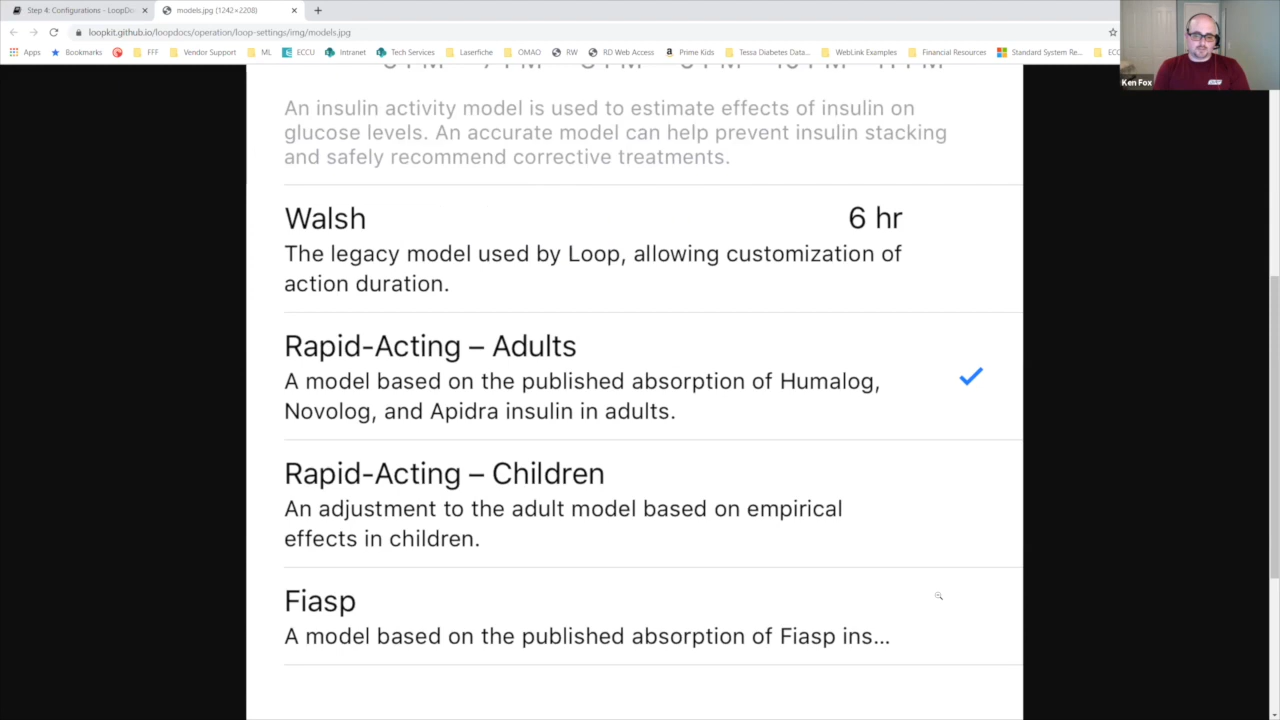 Step 4: Configurations - LoopDo
models.jpg (1242×2208)
loopkit.github.io/loopdocs/operation/loop-settings/img/models.jpg
Apps
Bookmarks
FFF
Vendor Support
ML
ECCU
Intranet
Tech Services
Laserfiche
OMAO
RW
RD Web Access
Prime Kids
Tessa Diabetes Data...
WebLink Examples
Financial Resources
Standard System Re...
Ken Fox
An insulin activity model is used to estimate effects of insulin on
glucose levels. An accurate model can help prevent insulin stacking
and safely recommend corrective treatments.
Walsh 6 hr
The legacy model used by Loop, allowing customization of
action duration.
Rapid-Acting – Adults
A model based on the published absorption of Humalog,
Novolog, and Apidra insulin in adults.
Rapid-Acting – Children
An adjustment to the adult model based on empirical
effects in children.
Fiasp
A model based on the published absorption of Fiasp ins...